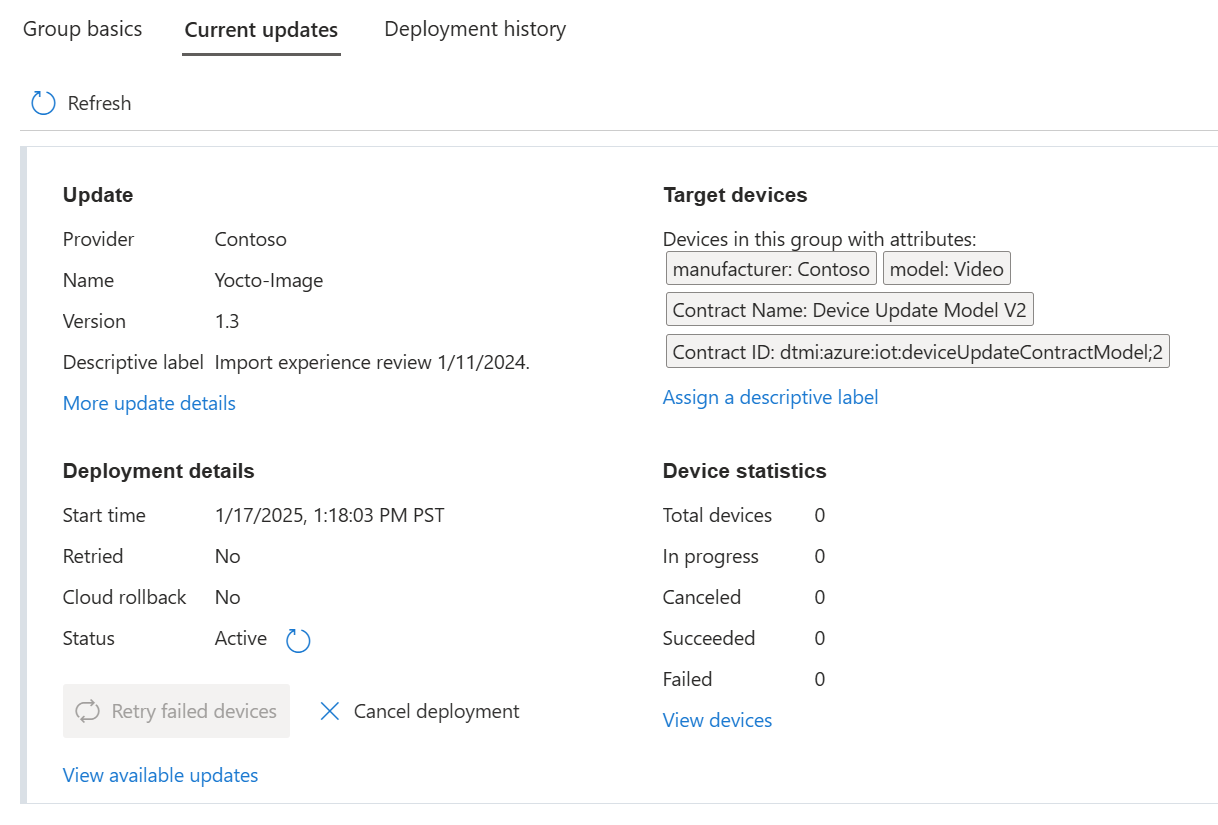 Group basics Current updates Deployment history
Refresh
Update
Provider Contoso
Name Yocto-Image
Version 1.3
Descriptive label Import experience review 1/11/2024.
More update details
Target devices
Devices in this group with attributes:
manufacturer: Contoso model: Video
Contract Name: Device Update Model V2
Contract ID: dtmi:azure:iot:deviceUpdateContractModel;2
Assign a descriptive label
Deployment details
Start time 1/17/2025, 1:18:03 PM PST
Retried No
Cloud rollback No
Status Active
Retry failed devices Cancel deployment
View available updates
Device statistics
Total devices 0
In progress 0
Canceled 0
Succeeded 0
Failed 0
View devices